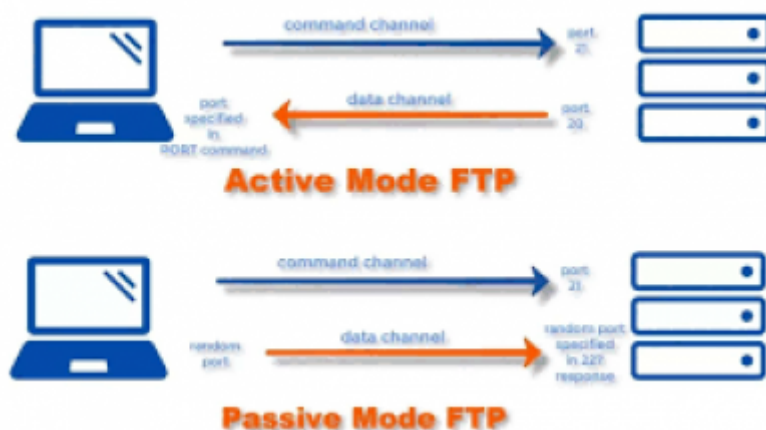 command channel
port
21
data channel
port
specified
in
PORT command
port
20
Active Mode FTP
command channel
port
21
data channel
random
port
random port
specified
in 227
response
Passive Mode FTP